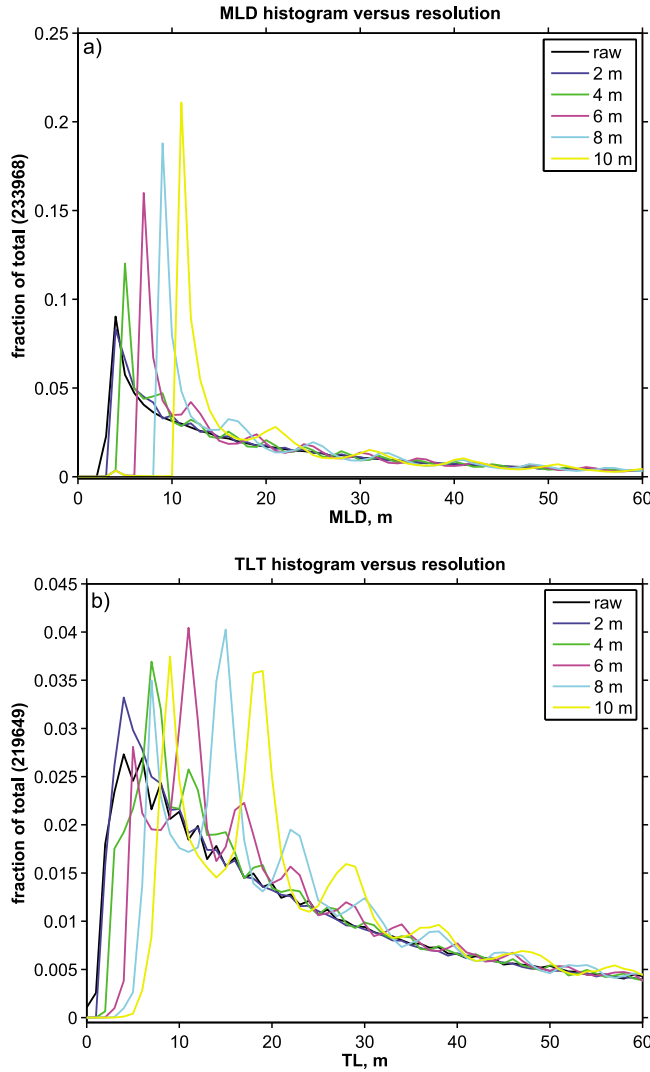 MLD histogram versus resolution
a)
0.25
0.2
0.15
0.1
0.05
0
fraction of total (233968)
raw
2 m
4 m
6 m
8 m
10 m
0 10 20 30 40 50 60
MLD, m
TLT histogram versus resolution
b)
0.045
0.04
0.035
0.03
0.025
0.02
0.015
0.01
0.005
0
fraction of total (219649)
raw
2 m
4 m
6 m
8 m
10 m
0 10 20 30 40 50 60
TL, m